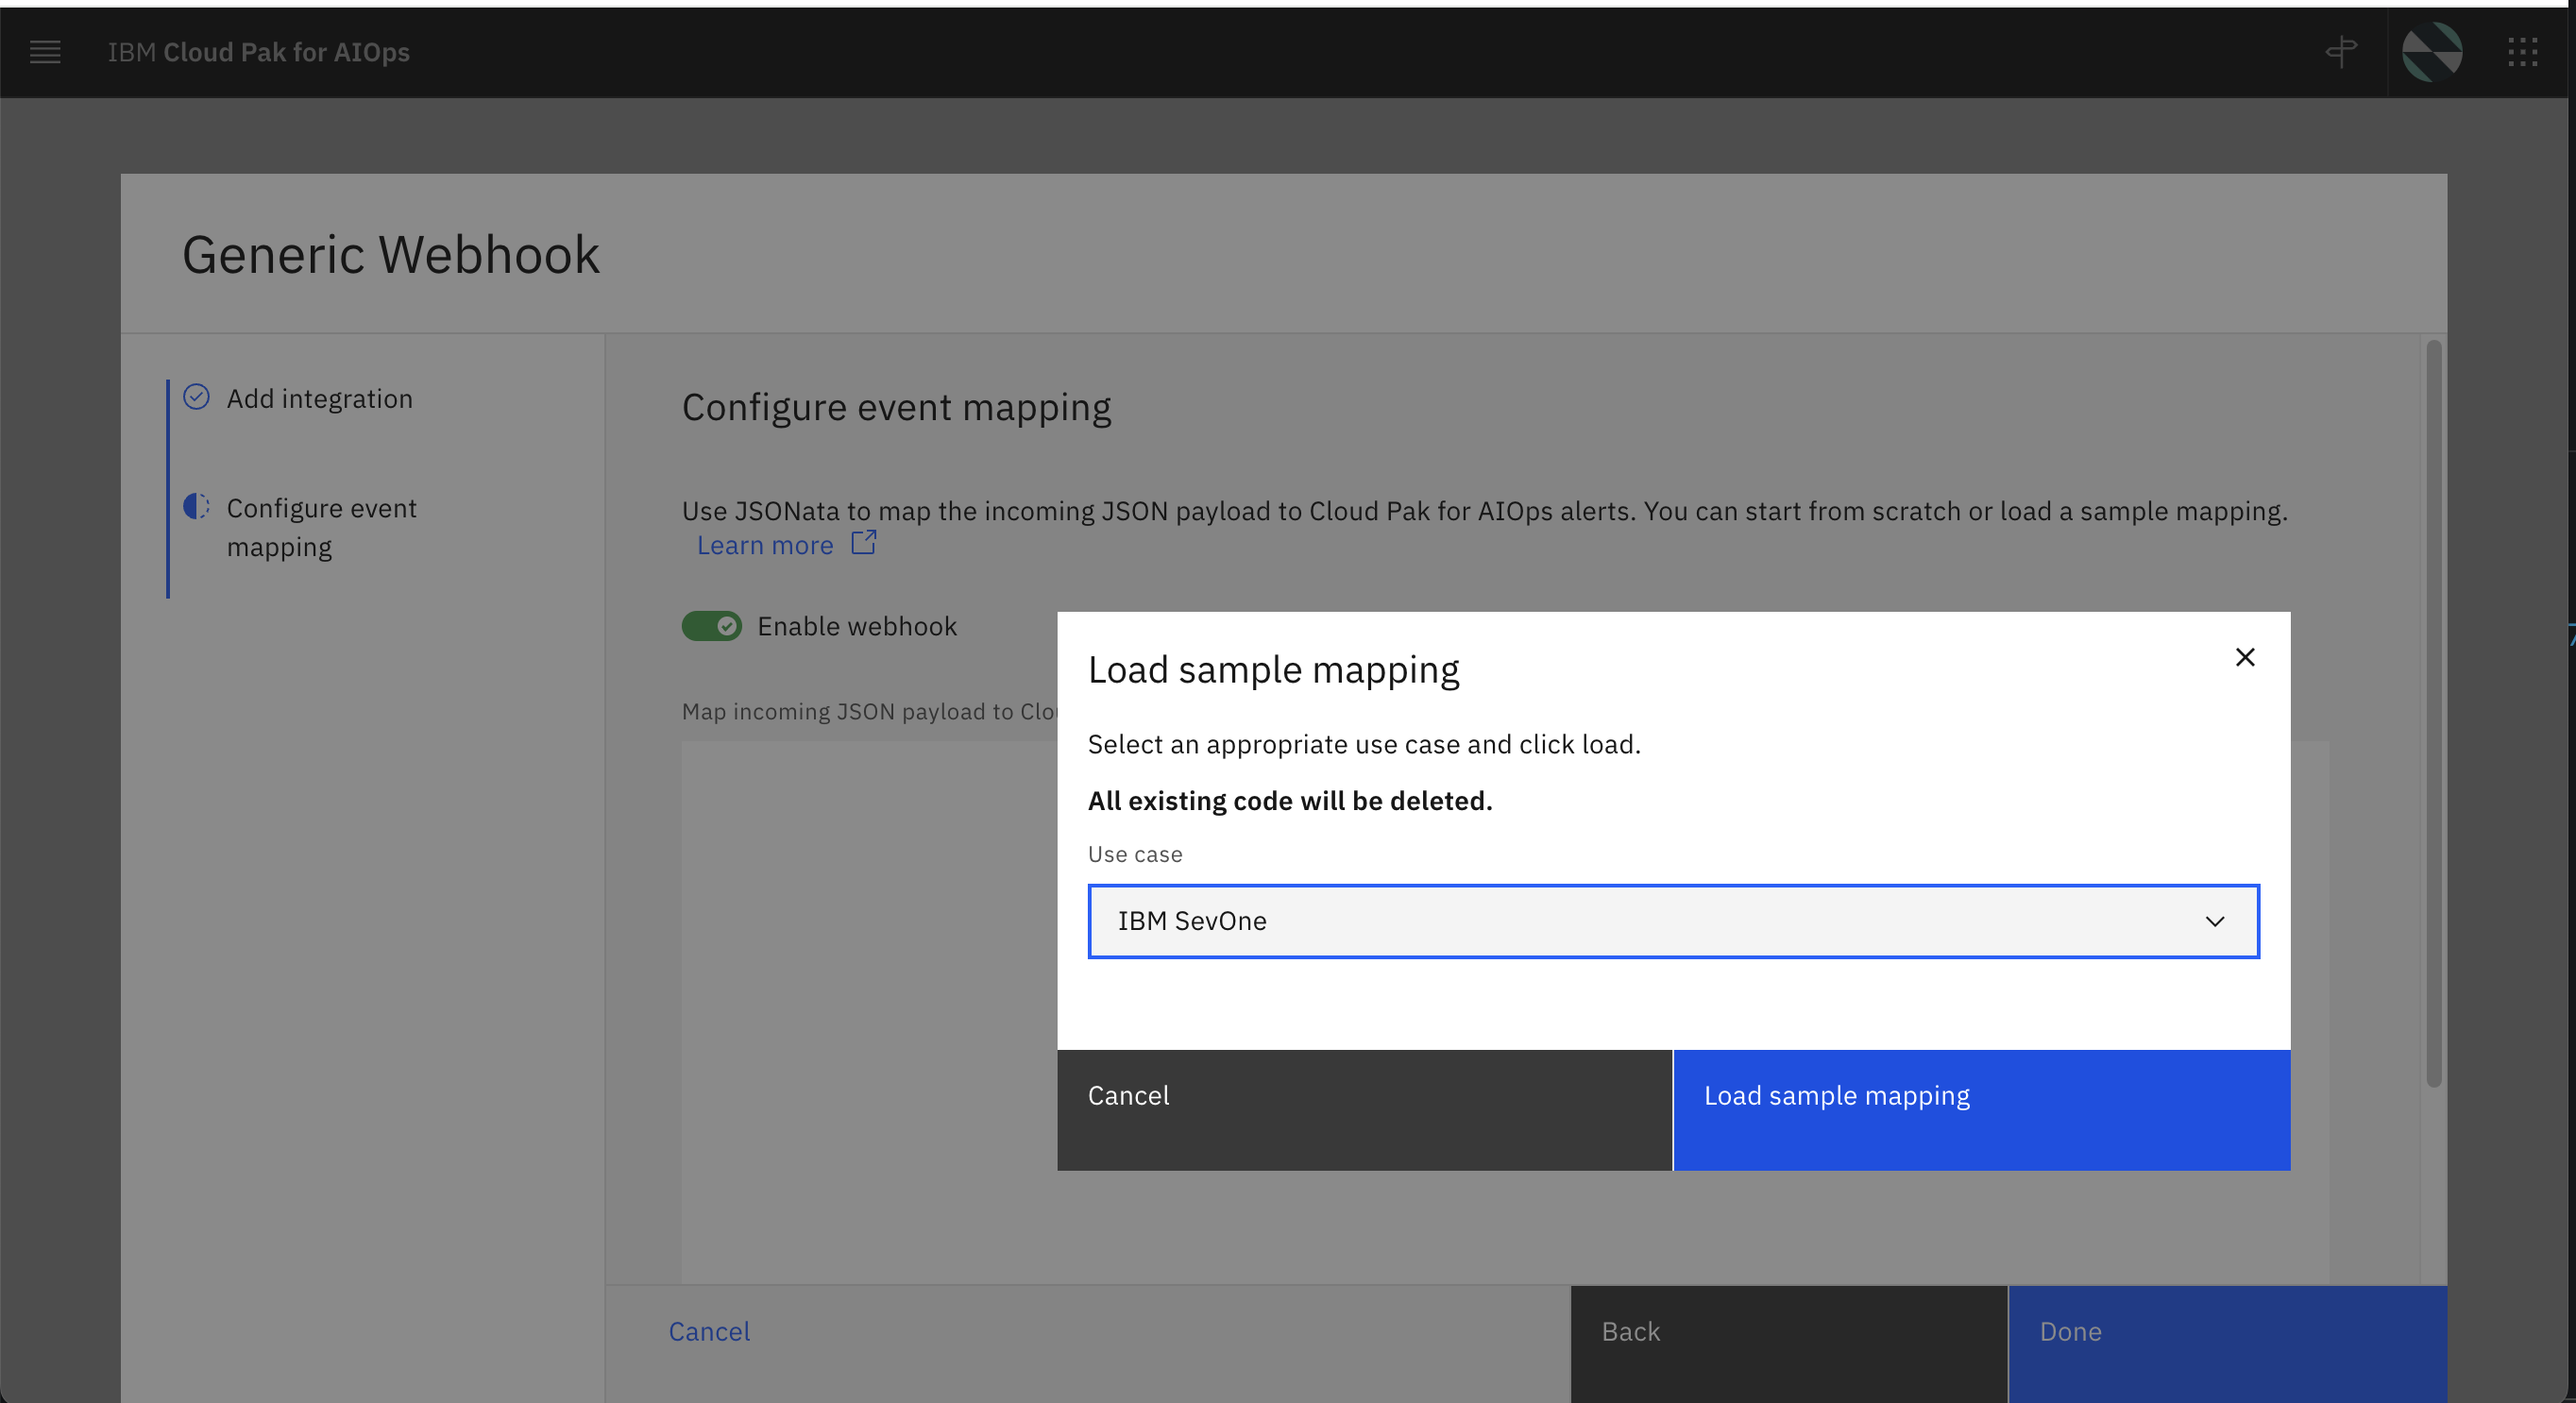 IBM Cloud Pak for AIOps
Generic Webhook
Add integration
Configure event
mapping
Configure event mapping
Use JSONata to map the incoming JSON payload to Cloud Pak for AIOps alerts. You can start from scratch or load a sample mapping.
Learn more
Enable webhook
Map incoming JSON payload to
Load sample mapping
Select an appropriate use case and click load.
All existing code will be deleted.
Use case
IBM SevOne
Cancel
Load sample mapping
Cancel
Back
Done